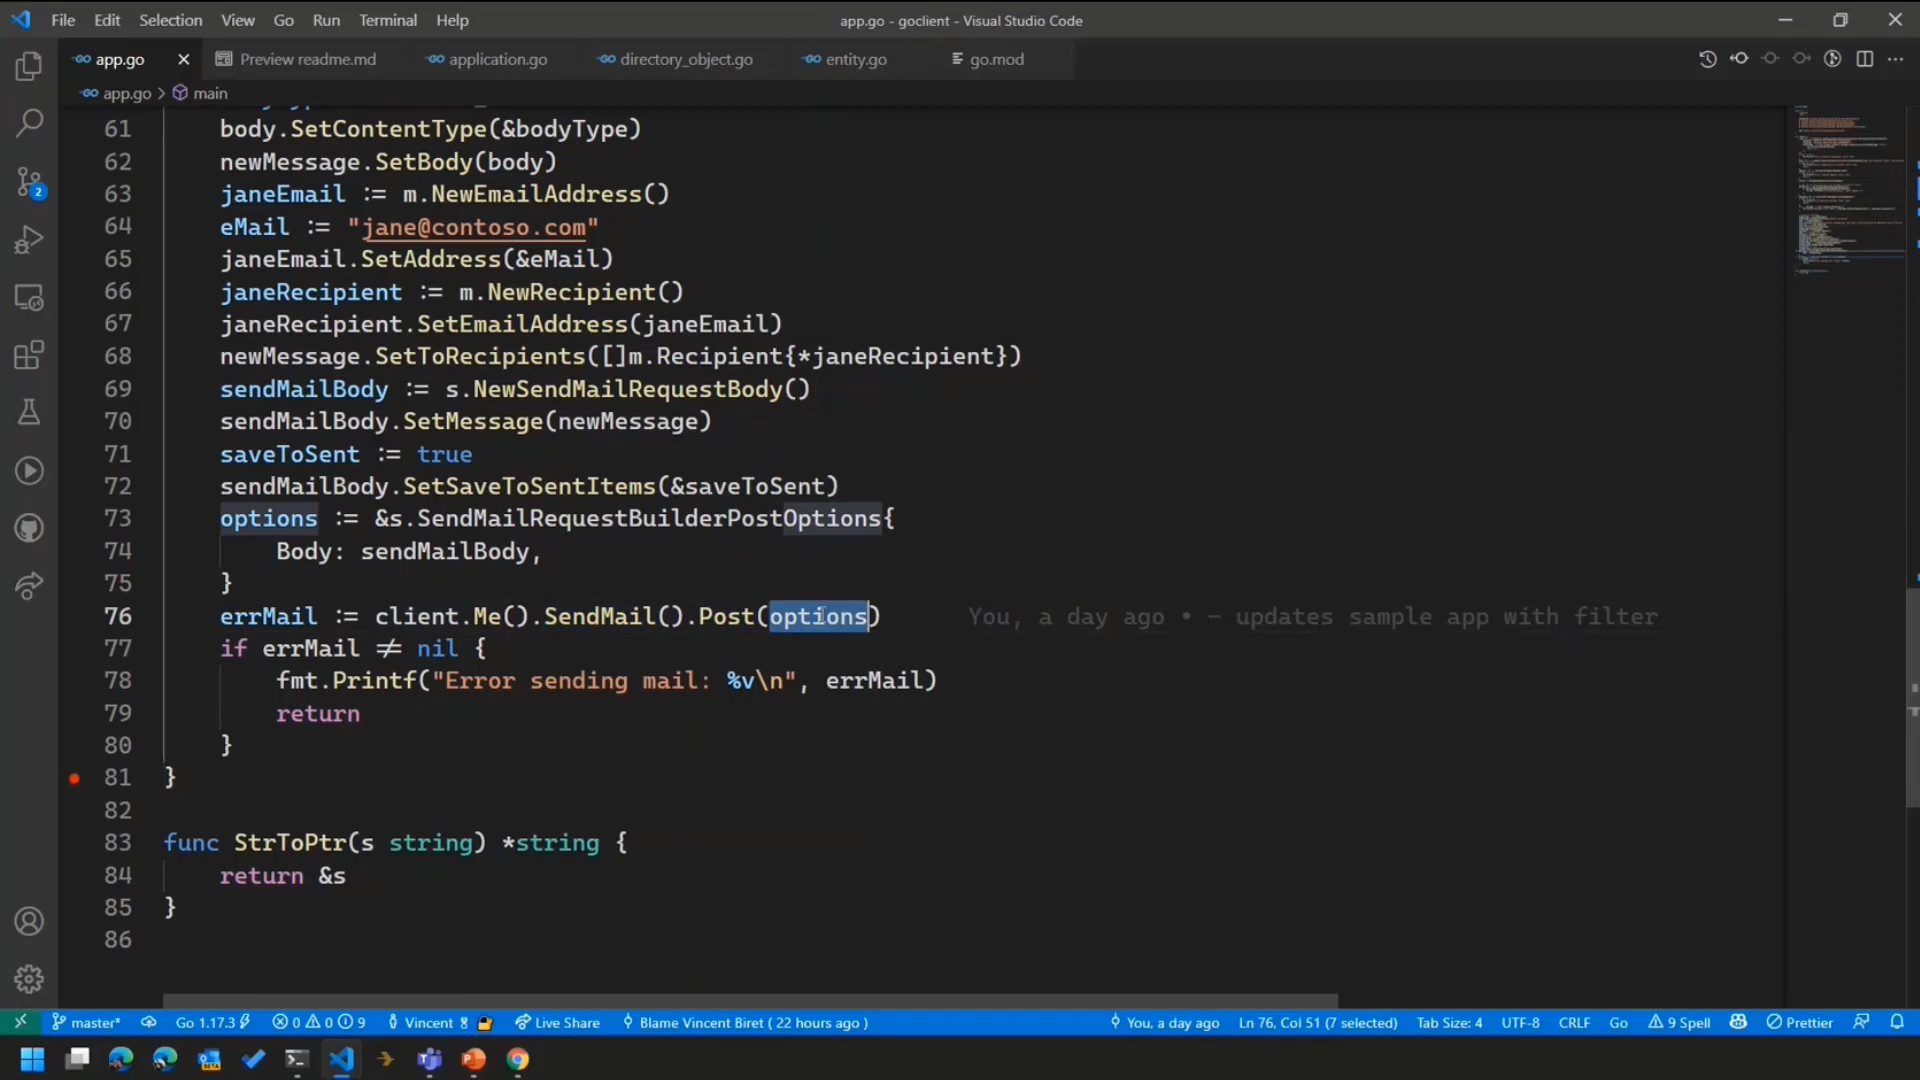 File Edit Selection View Go Run Terminal Help
app.go - goclient - Visual Studio Code
app.go Preview readme.md application.go directory_object.go entity.go go.mod
app.go > main
61 body.SetContentType(&bodyType)
62 newMessage.SetBody(body)
63 janeEmail := m.NewEmailAddress()
64 eMail := "jane@contoso.com"
65 janeEmail.SetAddress(&eMail)
66 janeRecipient := m.NewRecipient()
67 janeRecipient.SetEmailAddress(janeEmail)
68 newMessage.SetToRecipients([]m.Recipient{*janeRecipient})
69 sendMailBody := s.NewSendMailRequestBody()
70 sendMailBody.SetMessage(newMessage)
71 saveToSent := true
72 sendMailBody.SetSaveToSentItems(&saveToSent)
73 options := &s.SendMailRequestBuilderPostOptions{
74 Body: sendMailBody,
75 }
76 errMail := client.Me().SendMail().Post(options) You, a day ago • - updates sample app with filter
77 if errMail ≠ nil {
78 fmt.Printf("Error sending mail: %v\n", errMail)
79 return
80 }
81 }
82
83 func StrToPtr(s string) *string {
84 return &s
85 }
86
2
master* Go 1.17.3 0 0 9 Vincent Live Share Blame Vincent Biret ( 22 hours ago ) You, a day ago Ln 76, Col 51 (7 selected) Tab Size: 4 UTF-8 CRLF Go 9 Spell Prettier